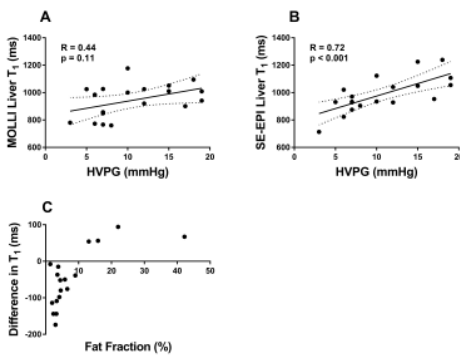 A
R = 0.44
p = 0.11
MOLLI Liver T1 (ms)
1400
1200
1000
800
600
0
5
10
15
20
HVPG (mmHg)
B
R = 0.72
p < 0.001
SE-EPI Liver T1 (ms)
1400
1200
1000
800
600
0
5
10
15
20
HVPG (mmHg)
C
Difference in T1 (ms)
100
0
-100
-200
10
20
30
40
50
Fat Fraction (%)